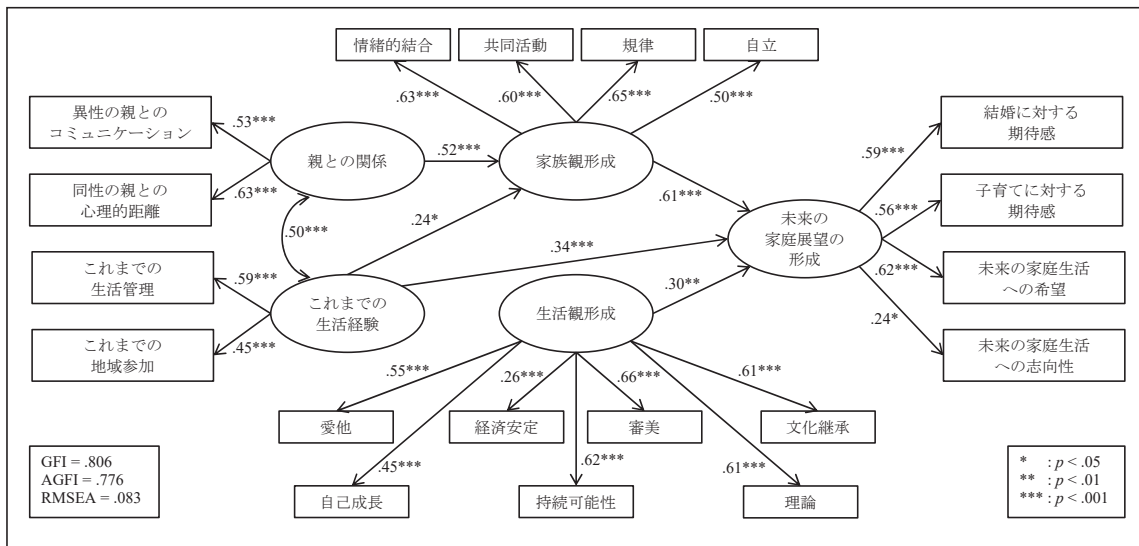 情緒的結合
共同活動
規律
自立
.63***
.60***
.65***
.50***
異性の親との
コミュニケーション
.53***
同性の親との
心理的距離
.63***
親との関係
.52***
家族観形成
.61***
結婚に対する
期待感
.59***
子育てに対する
期待感
.56***
.24*
.50***
.34***
未来の
家庭展望の
形成
これまでの
生活管理
.59***
これまでの
地域参加
.45***
これまでの
生活経験
生活観形成
.30**
.62***
未来の家庭生活
への希望
.24*
未来の家庭生活
への志向性
.55***
.26***
.66***
.61***
愛他
経済安定
審美
文化継承
.45***
.62***
.61***
自己成長
持続可能性
理論
GFI = .806
AGFI = .776
RMSEA = .083
* : p < .05
** : p < .01
*** : p < .001